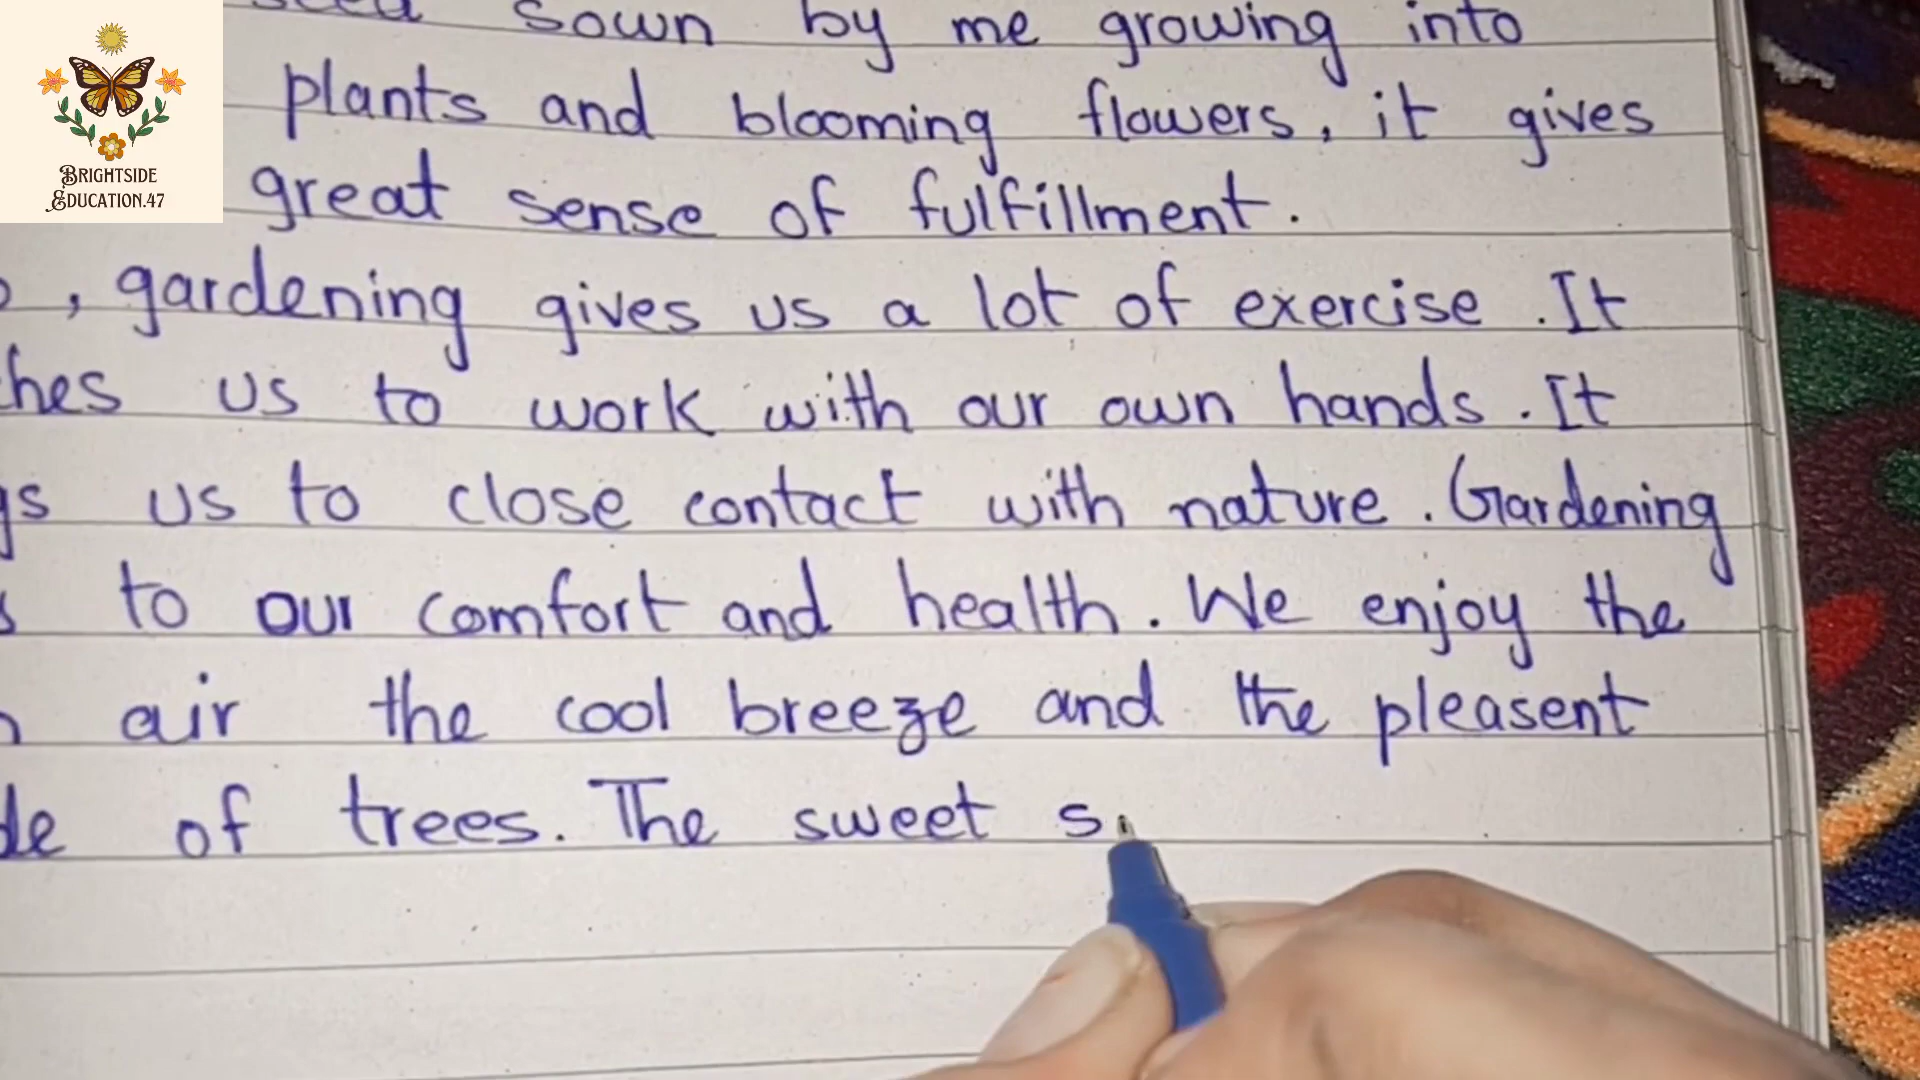 BRIGHTSIDE
EDUCATION.47
sown by me growing into
plants and blooming flowers, it gives
great sense of fulfillment.
, gardening gives us a lot of exercise . It
ches us to work with our own hands . It
gs us to close contact with nature . Gardening
s to our comfort and health . We enjoy the
air the cool breeze and the pleasent
de of trees. The sweet s